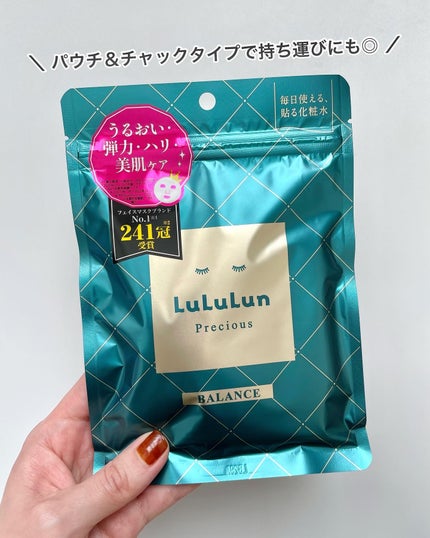 ＼ パウチ＆チャックタイプで持ち運びにも◎ ／
毎日使える、
貼る化粧水
うるおい・
弾力・ハリ・
美肌ケア
フェイスマスクブランド
No.1
241冠
受賞
LuLuLun
Precious
BALANCE